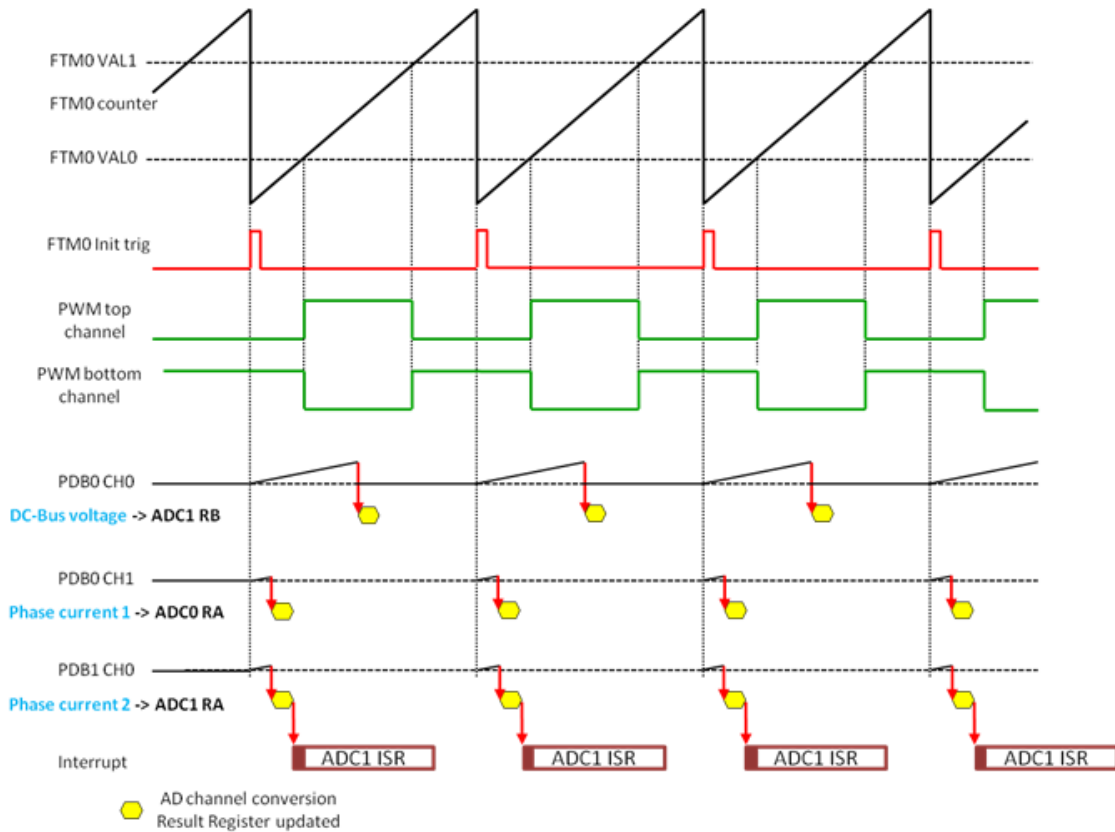 FTM0 VAL1
FTM0 counter
FTM0 VAL0
FTM0 Init trig
PWM top
channel
PWM bottom
channel
PDB0 CH0
DC-Bus voltage -> ADC1 RB
PDB0 CH1
Phase current 1 -> ADC0 RA
PDB1 CH0
Phase current 2 -> ADC1 RA
Interrupt
ADC1 ISR
ADC1 ISR
ADC1 ISR
ADC1 ISR
AD channel conversion
Result Register updated